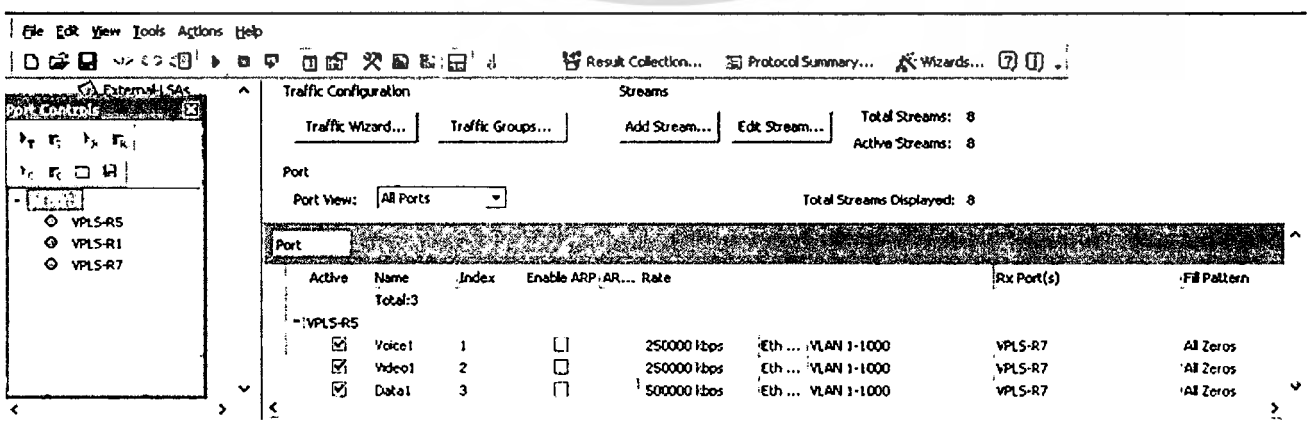 File Edit View Tools Actions Help
Result Collection... Protocol Summary... Wizards...
External-LSAs
Port Controls
VPLS-R5
VPLS-R1
VPLS-R7
Traffic Configuration Streams
Traffic Wizard... Traffic Groups... Add Stream... Edit Stream... Total Streams: 8
Active Streams: 8
Port
Port View: All Ports Total Streams Displayed: 8
Port
Active Name Index Enable ARP AR... Rate Rx Port(s) Fill Pattern
Total:3
VPLS-R5
Voice1 1 250000 kbps Eth ... VLAN 1-1000 VPLS-R7 All Zeros
Video1 2 250000 kbps Eth ... VLAN 1-1000 VPLS-R7 All Zeros
Data1 3 500000 kbps Eth ... VLAN 1-1000 VPLS-R7 All Zeros